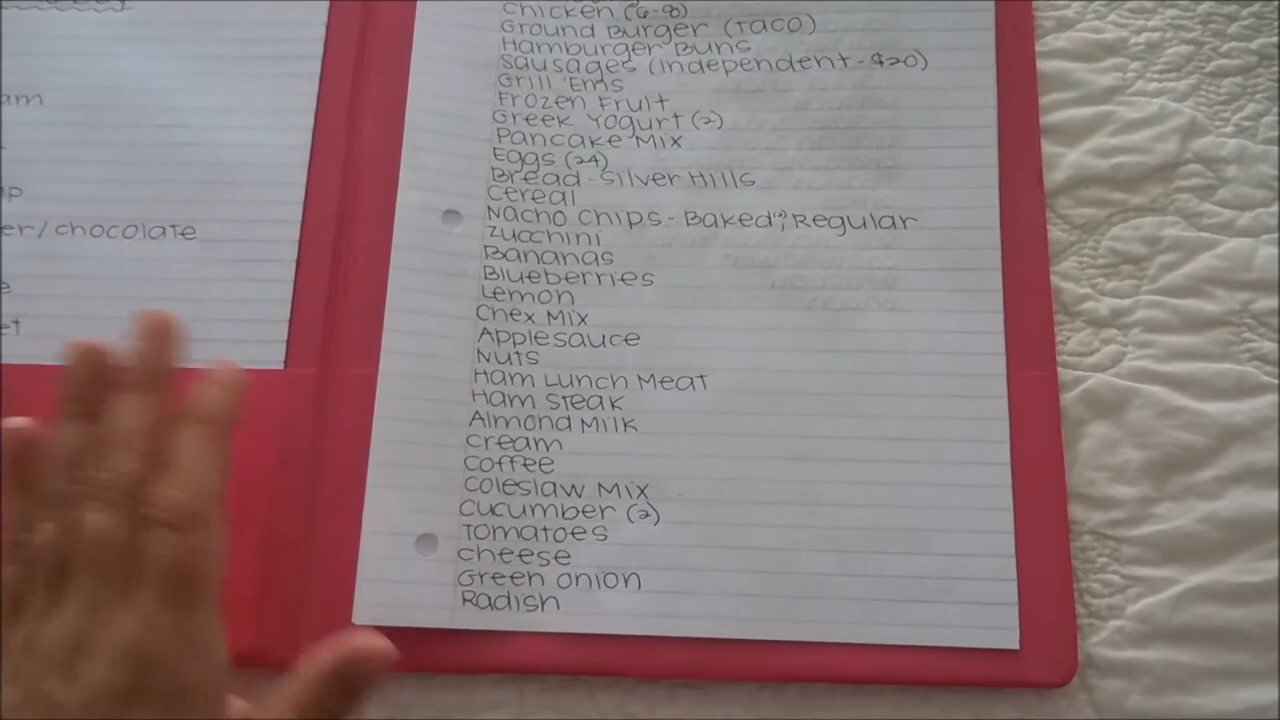 am
er/chocolate
Chicken (6-8)
Ground Burger (Taco)
Hamburger Buns
Sausages (Independent - $20)
Grill 'Ems
Frozen Fruit
Greek Yogurt (2)
Pancake Mix
Eggs (24)
Bread - Silver Hills
Cereal
Nacho Chips - Baked?, Regular
Zucchini
Bananas
Blueberries
Lemon
Chex Mix
Applesauce
Nuts
Ham Lunch Meat
Ham Steak
Almond Milk
Cream
Coffee
Coleslaw Mix
Cucumber (2)
Tomatoes
Cheese
Green Onion
Radish